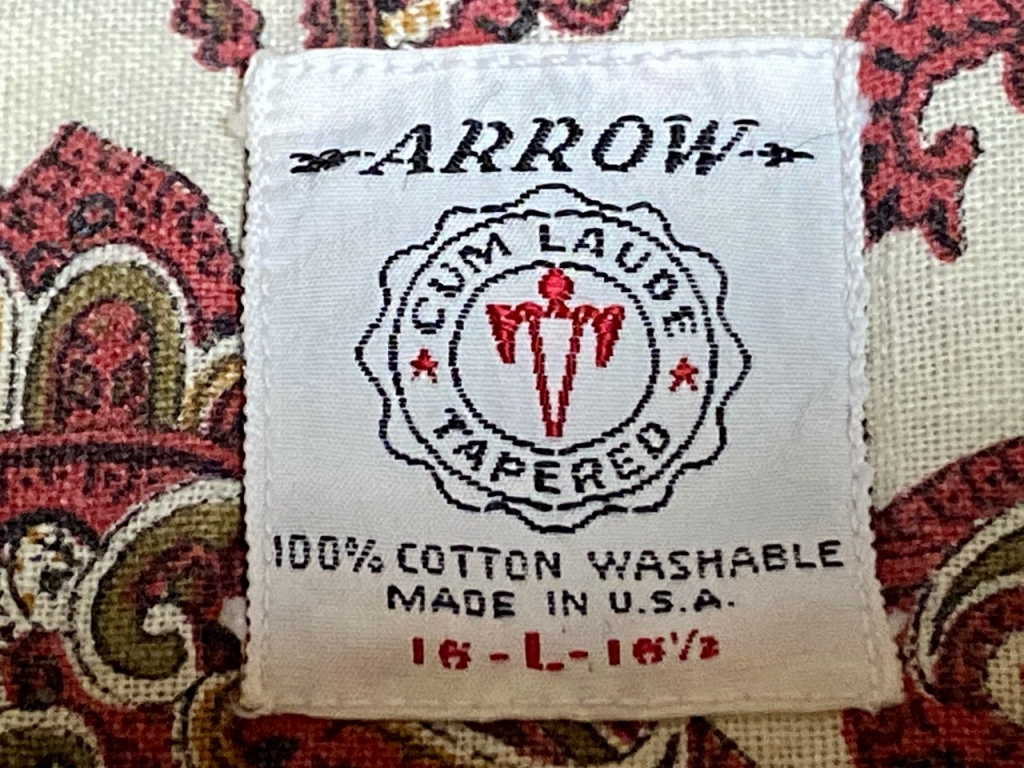 ARROW
CUM LAUDE
TAPERED
100% COTTON WASHABLE
MADE IN U.S.A.
16-L-16½